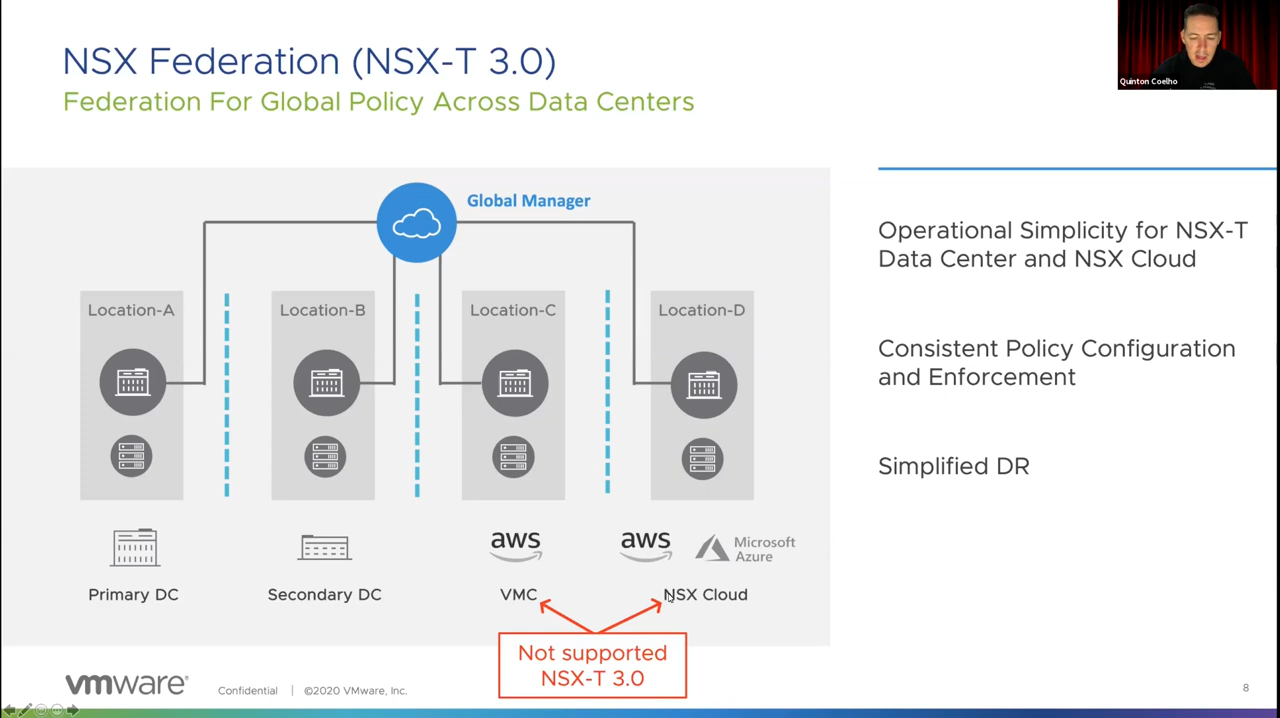 NSX Federation (NSX-T 3.0)
Federation For Global Policy Across Data Centers
Quinton Coelho
Global Manager
Location-A
Location-B
Location-C
Location-D
aws
aws
Microsoft
Azure
Primary DC
Secondary DC
VMC
NSX Cloud
Not supported
NSX-T 3.0
Operational Simplicity for NSX-T
Data Center and NSX Cloud
Consistent Policy Configuration
and Enforcement
Simplified DR
vmware®
Confidential | ©2020 VMware, Inc.
8